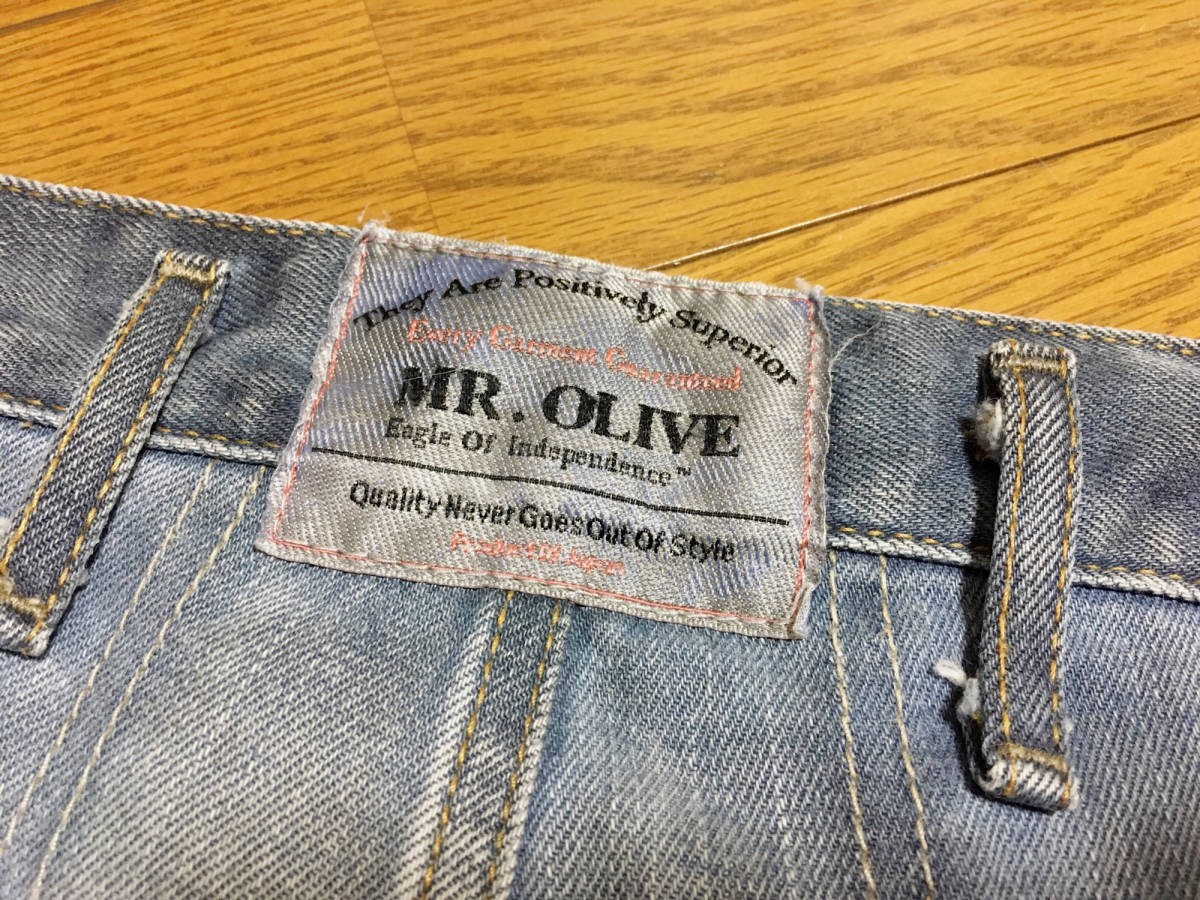 They Are Positively Superior
Every Garment Guaranteed
MR. OLIVE
Eagle Of Independence™
Quality Never Goes Out Of Style
Product Of Japan